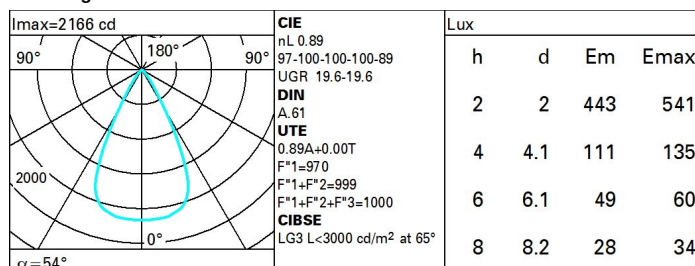 Imax=2166 cd
90° 180° 90°
2000
0°
α=54°
CIE
nL 0.89
97-100-100-100-89
UGR 19.6-19.6
DIN
A.61
UTE
0.89A+0.00T
F"1=970
F"1+F"2=999
F"1+F"2+F"3=1000
CIBSE
LG3 L<3000 cd/m² at 65°
Lux
h d Em Emax
2 2 443 541
4 4.1 111 135
6 6.1 49 60
8 8.2 28 34